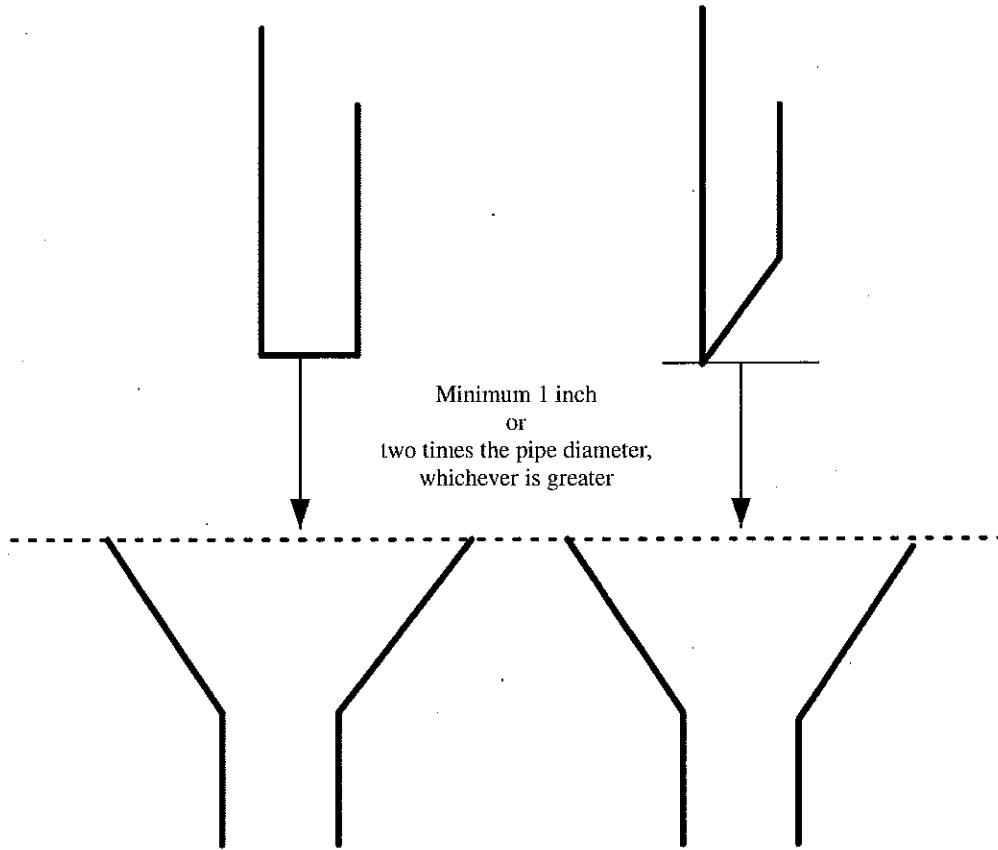 Minimum 1 inch
or
two times the pipe diameter,
whichever is greater